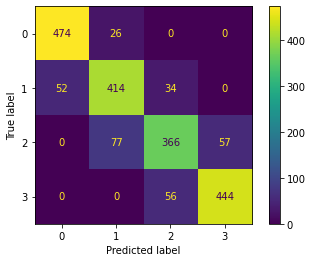 0 474 26 0 0
400
1 52 414 34 0
300
True label
200
2 0 77 366 57
100
3 0 0 56 444
0
0 1 2 3
Predicted label